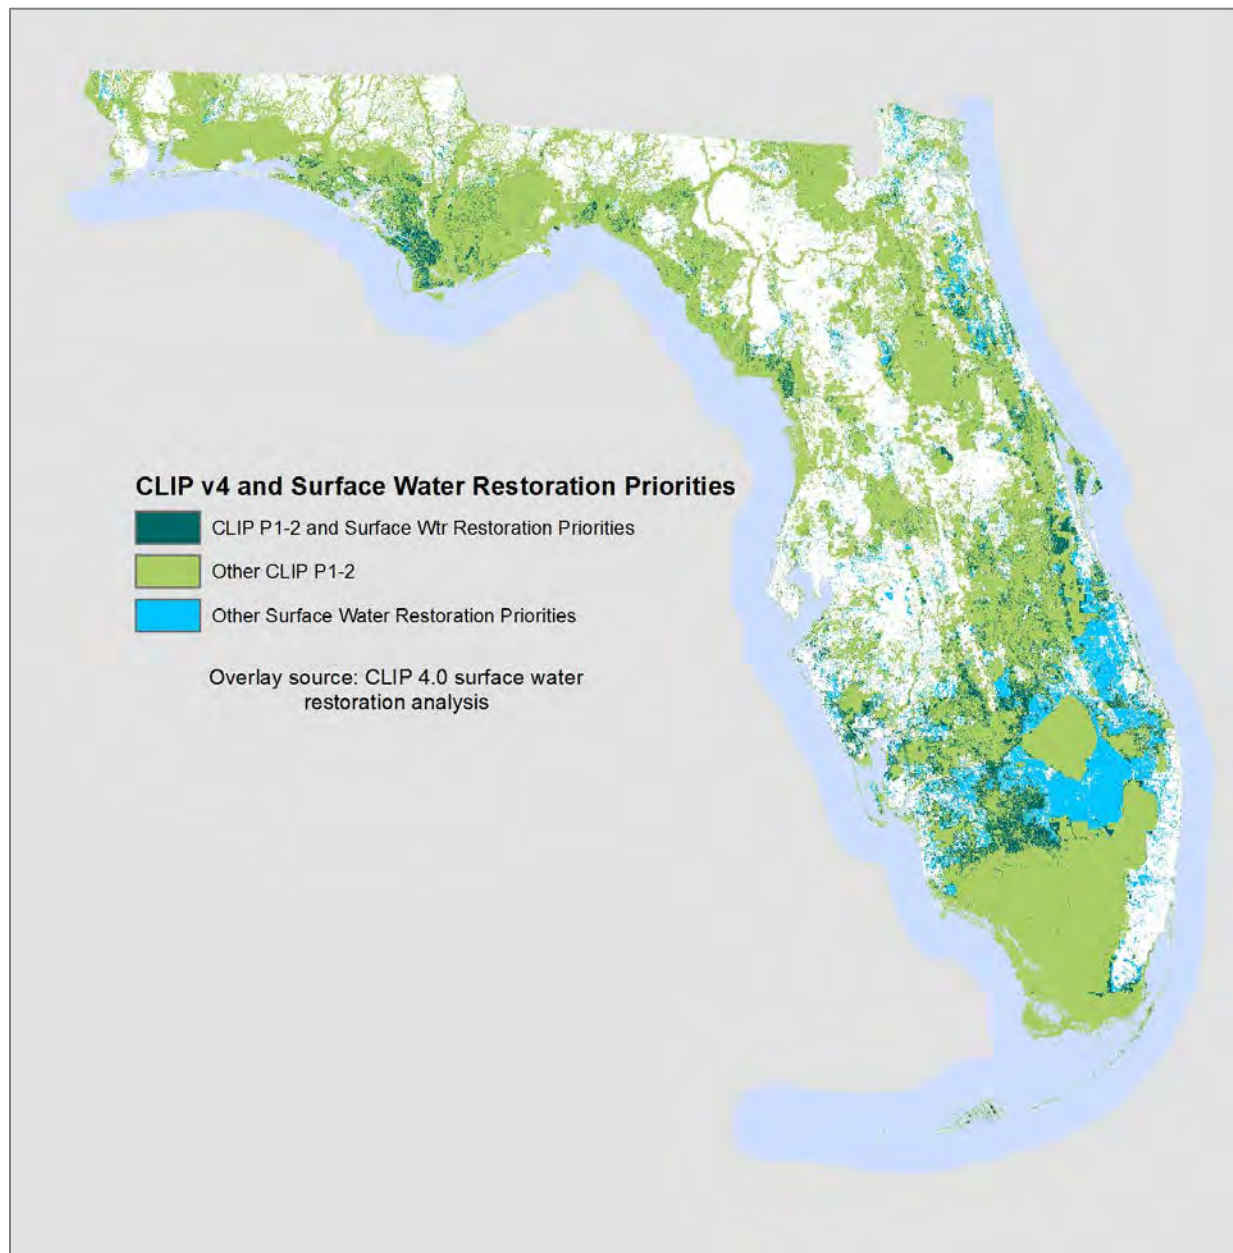 CLIP v4 and Surface Water Restoration Priorities
CLIP P1-2 and Surface Wtr Restoration Priorities
Other CLIP P1-2
Other Surface Water Restoration Priorities
Overlay source: CLIP 4.0 surface water
restoration analysis